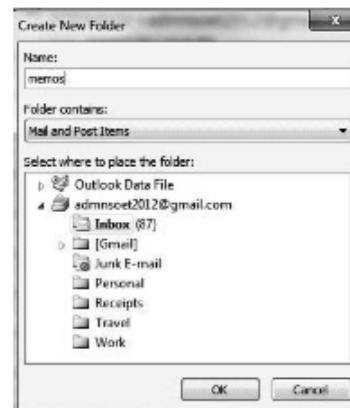 Create New Folder
x
Name:
memos
Folder contains:
Mail and Post Items
Select where to place the folder:
Outlook Data File
admnsoet2012@gmail.com
Inbox (87)
[Gmail]
Junk E-mail
Personal
Receipts
Travel
Work
OK
Cancel